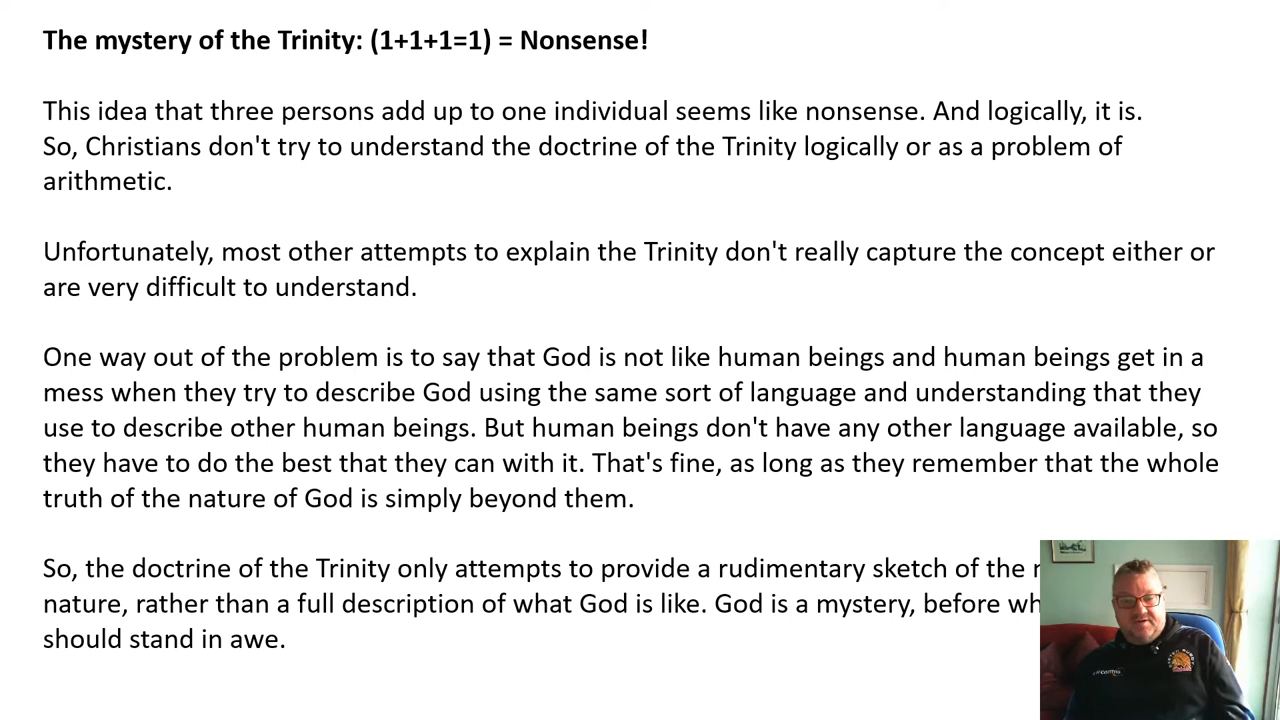 The mystery of the Trinity: (1+1+1=1) = Nonsense!
This idea that three persons add up to one individual seems like nonsense. And logically, it is.
So, Christians don't try to understand the doctrine of the Trinity logically or as a problem of
arithmetic.
Unfortunately, most other attempts to explain the Trinity don't really capture the concept either or
are very difficult to understand.
One way out of the problem is to say that God is not like human beings and human beings get in a
mess when they try to describe God using the same sort of language and understanding that they
use to describe other human beings. But human beings don't have any other language available, so
they have to do the best that they can with it. That's fine, as long as they remember that the whole
truth of the nature of God is simply beyond them.
So, the doctrine of the Trinity only attempts to provide a rudimentary sketch of the
nature, rather than a full description of what God is like. God is a mystery, before
should stand in awe.